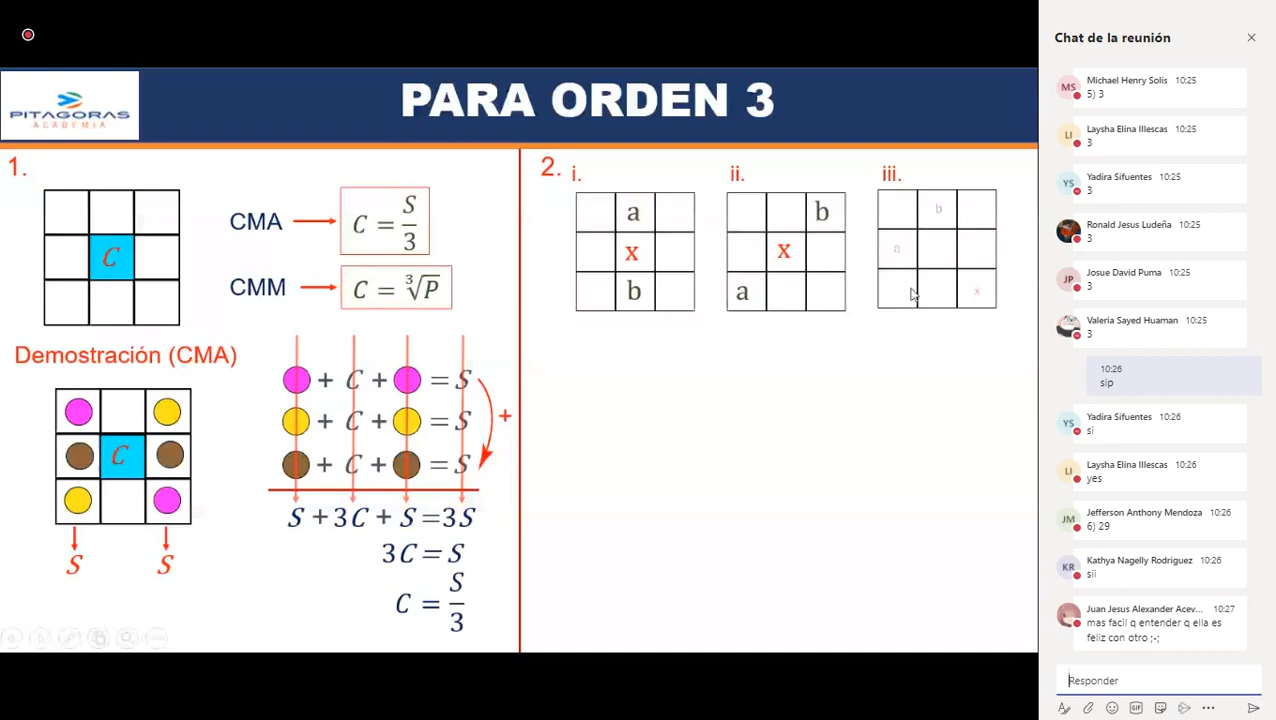 Chat de la reunión
PITAGORAS
ACADEMIA
PARA ORDEN 3
1.
C
CMA
C = S/3
CMM
C = ∛P
Demostración (CMA)
C
S
S
+ C + = S
+ C + = S
+ C + = S
+
S + 3C + S = 3S
3C = S
C = S/3
2.
i.
a
x
b
ii.
b
x
a
iii.
b
a
x
MS
Michael Henry Solis 10:25
5) 3
LI
Laysha Elina Illescas 10:25
3
YS
Yadira Sifuentes 10:25
3
Ronald Jesus Ludeña 10:25
3
JP
Josue David Puma 10:25
3
Valeria Sayed Huaman 10:25
3
10:26
sip
YS
Yadira Sifuentes 10:26
si
LI
Laysha Elina Illescas 10:26
yes
JM
Jefferson Anthony Mendoza 10:26
6) 29
KR
Kathya Nagelly Rodriguez 10:26
sii
Juan Jesus Alexander Acev... 10:27
mas facil q entender q ella es
feliz con otro ;-;
Responder
GIF